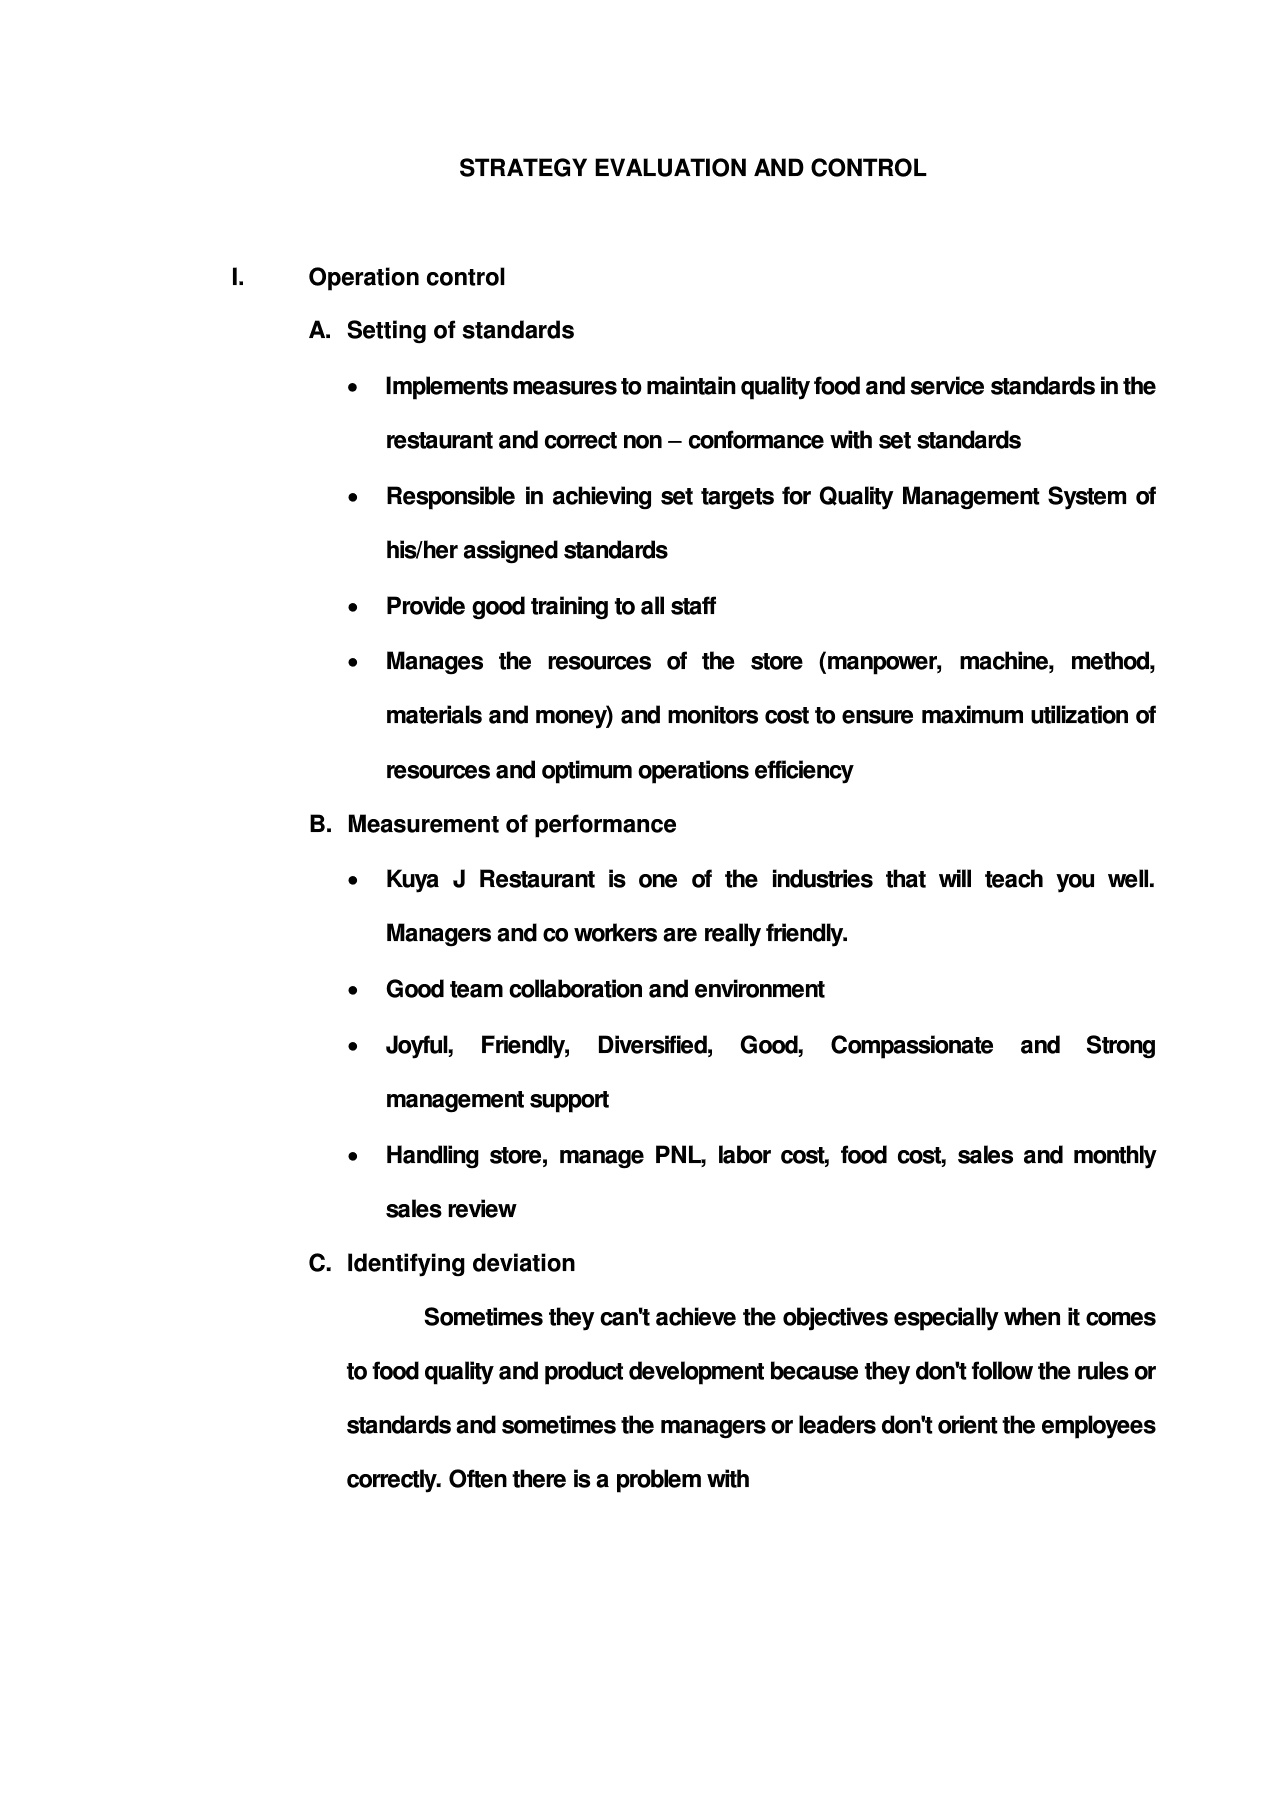 STRATEGY EVALUATION AND CONTROL
I. Operation control
A. Setting of standards
• Implements measures to maintain quality food and service standards in the
restaurant and correct non – conformance with set standards
• Responsible in achieving set targets for Quality Management System of
his/her assigned standards
• Provide good training to all staff
• Manages the resources of the store (manpower, machine, method,
materials and money) and monitors cost to ensure maximum utilization of
resources and optimum operations efficiency
B. Measurement of performance
• Kuya J Restaurant is one of the industries that will teach you well.
Managers and co workers are really friendly.
• Good team collaboration and environment
• Joyful, Friendly, Diversified, Good, Compassionate and Strong
management support
• Handling store, manage PNL, labor cost, food cost, sales and monthly
sales review
C. Identifying deviation
Sometimes they can't achieve the objectives especially when it comes
to food quality and product development because they don't follow the rules or
standards and sometimes the managers or leaders don't orient the employees
correctly. Often there is a problem with